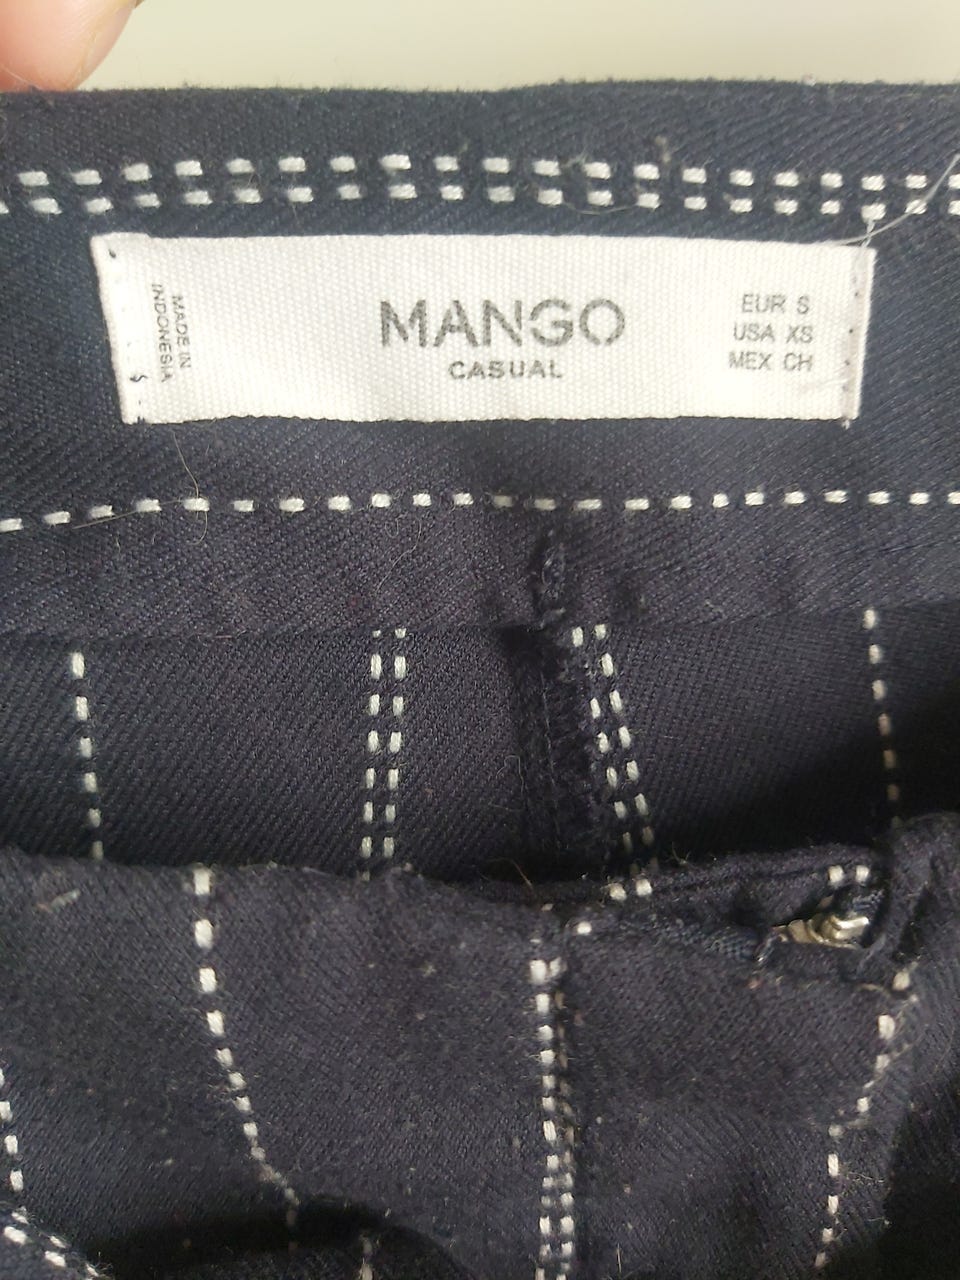 MADE IN
INDONESIA
MANGO
CASUAL
EUR S
USA XS
MEX CH